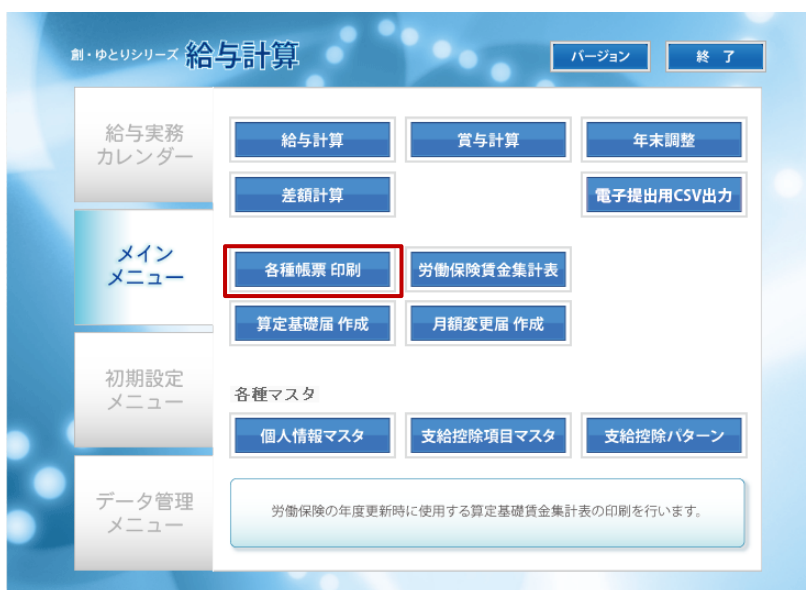 創・ゆとりシリーズ 給与計算
バージョン
終 了
給与実務
カレンダー
給与計算
賞与計算
年末調整
差額計算
電子提出用CSV出力
メイン
メニュー
各種帳票 印刷
労働保険賃金集計表
算定基礎届 作成
月額変更届 作成
初期設定
メニュー
各種マスタ
個人情報マスタ
支給控除項目マスタ
支給控除パターン
データ管理
メニュー
労働保険の年度更新時に使用する算定基礎賃金集計表の印刷を行います。